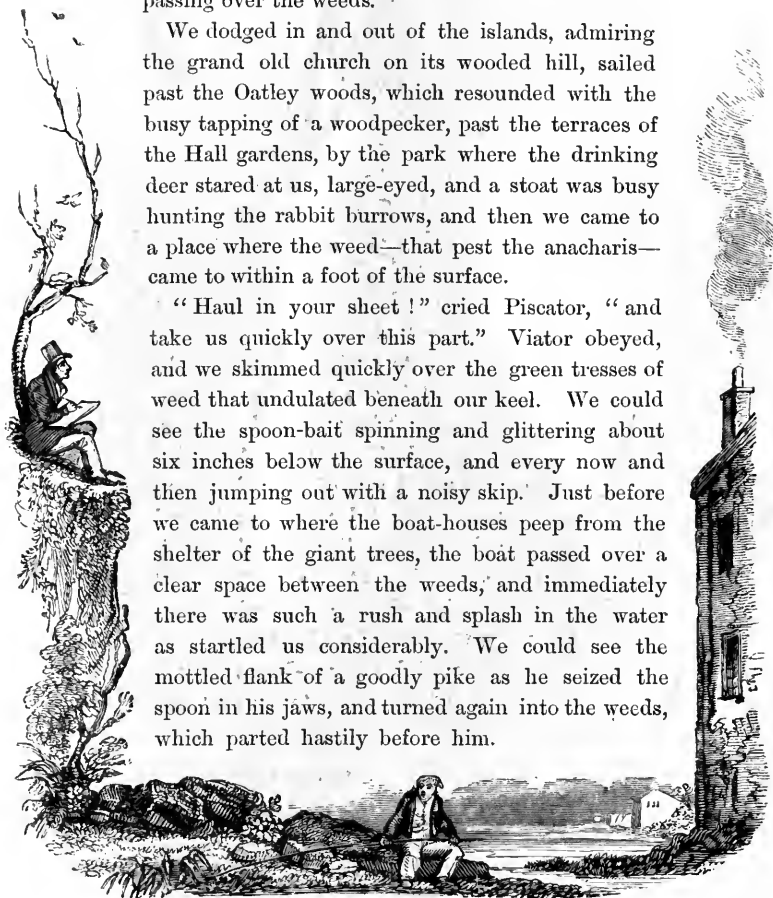 passing over the weeds.
We dodged in and out of the islands, admiring
the grand old church on its wooded hill, sailed
past the Oatley woods, which resounded with the
busy tapping of a woodpecker, past the terraces of
the Hall gardens, by the park where the drinking
deer stared at us, large-eyed, and a stoat was busy
hunting the rabbit burrows, and then we came to
a place where the weed—that pest the anacharis—
came to within a foot of the surface.
“Haul in your sheet !” cried Piscator, “and
take us quickly over this part.” Viator obeyed,
and we skimmed quickly over the green tresses of
weed that undulated beneath our keel. We could
see the spoon-bait spinning and glittering about
six inches below the surface, and every now and
then jumping out with a noisy skip. Just before
we came to where the boat-houses peep from the
shelter of the giant trees, the boat passed over a
clear space between the weeds, and immediately
there was such a rush and splash in the water
as startled us considerably. We could see the
mottled flank of a goodly pike as he seized the
spoon in his jaws, and turned again into the weeds,
which parted hastily before him.